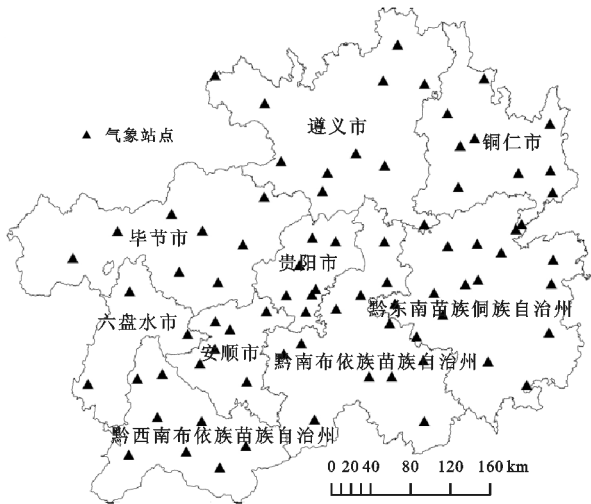 遵义市
气象站点
铜仁市
毕节市
贵阳市
黔东南苗族侗族自治州
六盘水市
安顺市
黔南布依族苗族自治州
黔西南布依族苗族自治州
0 20 40 80 120 160 km